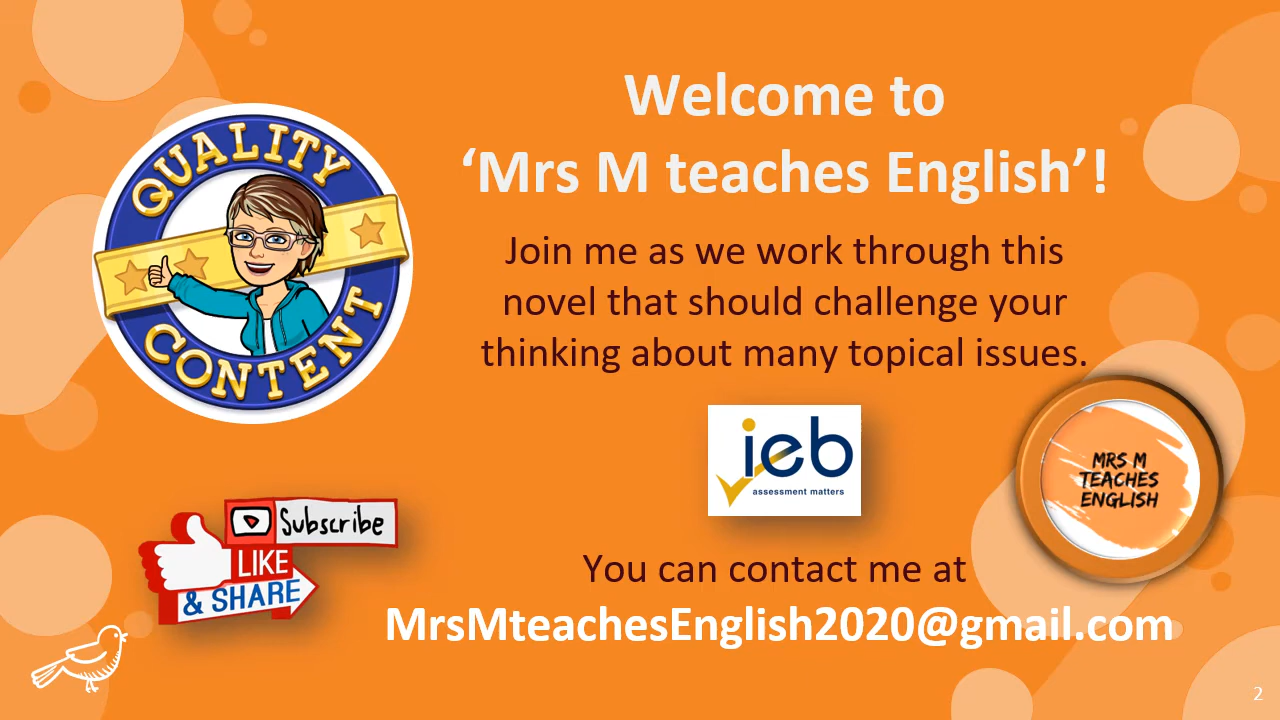 QUALITY
CONTENT
Welcome to
‘Mrs M teaches English’!
Join me as we work through this
novel that should challenge your
thinking about many topical issues.
ieb
assessment matters
MRS M
TEACHES
ENGLISH
Subscribe
LIKE
& SHARE
You can contact me at
MrsMteachesEnglish2020@gmail.com
2